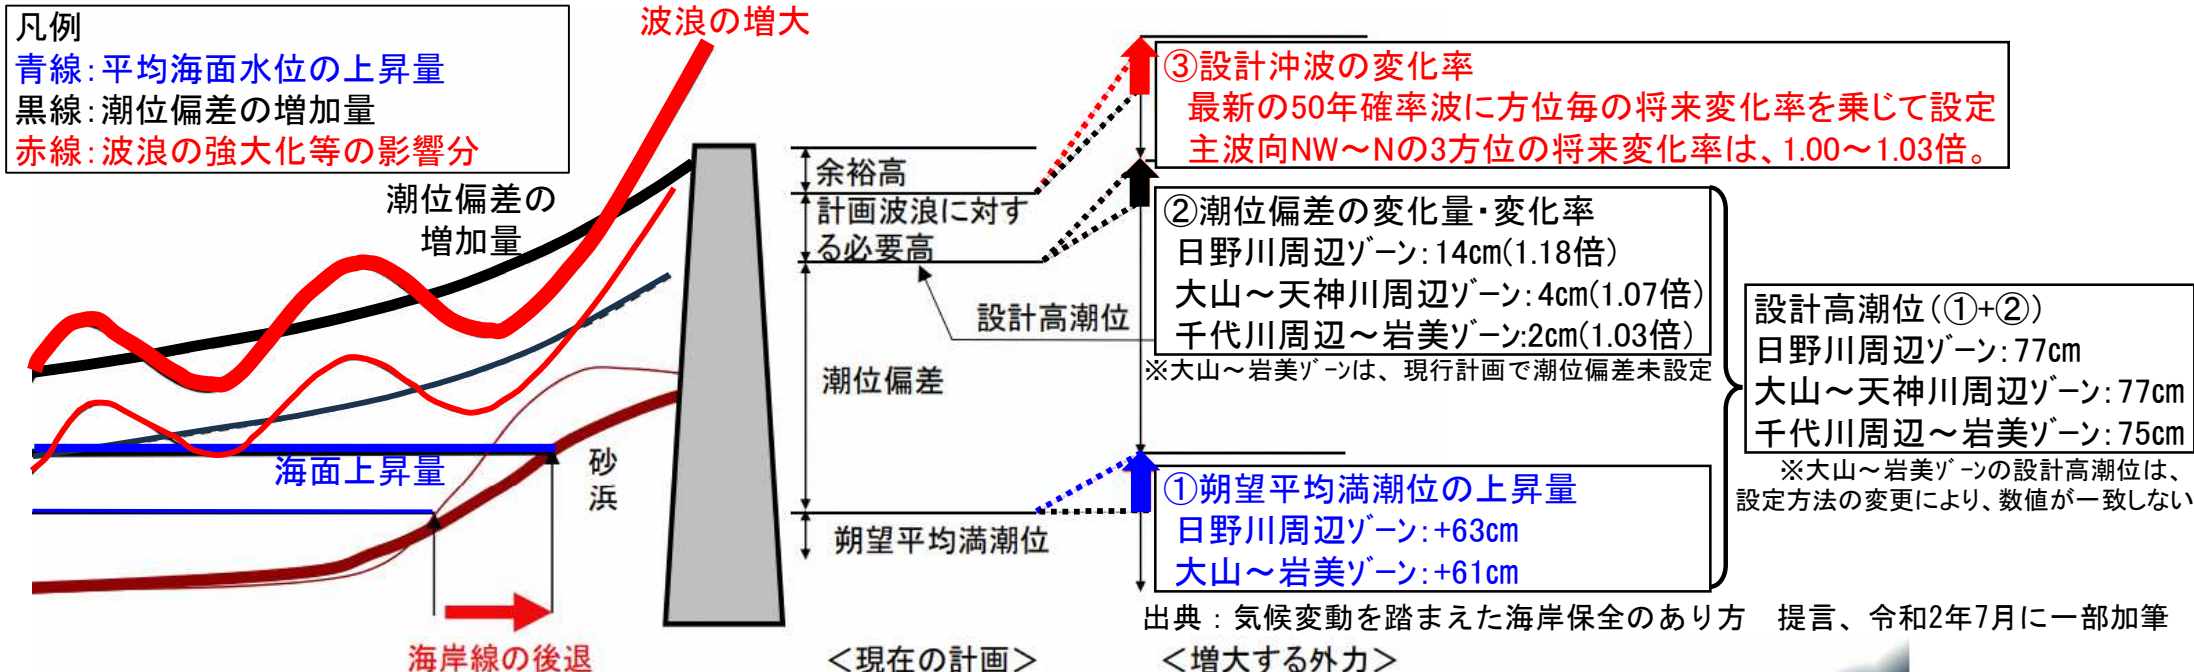 凡例
青線:平均海面水位の上昇量
黒線:潮位偏差の増加量
赤線:波浪の強大化等の影響分
波浪の増大
潮位偏差の
増加量
海面上昇量
砂
浜
海岸線の後退
余裕高
計画波浪に対す
る必要高
設計高潮位
潮位偏差
朔望平均満潮位
<現在の計画>
③設計沖波の変化率
最新の50年確率波に方位毎の将来変化率を乗じて設定
主波向NW～Nの3方位の将来変化率は、1.00～1.03倍。
②潮位偏差の変化量・変化率
日野川周辺ゾーン:14cm(1.18倍)
大山～天神川周辺ゾーン:4cm(1.07倍)
千代川周辺～岩美ゾーン:2cm(1.03倍)
※大山～岩美ゾーンは、現行計画で潮位偏差未設定
①朔望平均満潮位の上昇量
日野川周辺ゾーン:+63cm
大山～岩美ゾーン:+61cm
設計高潮位(①+②)
日野川周辺ゾーン:77cm
大山～天神川周辺ゾーン:77cm
千代川周辺～岩美ゾーン:75cm
※大山～岩美ゾーンの設計高潮位は、
設定方法の変更により、数値が一致しない
出典:気候変動を踏まえた海岸保全のあり方 提言、令和2年7月に一部加筆
<増大する外力>